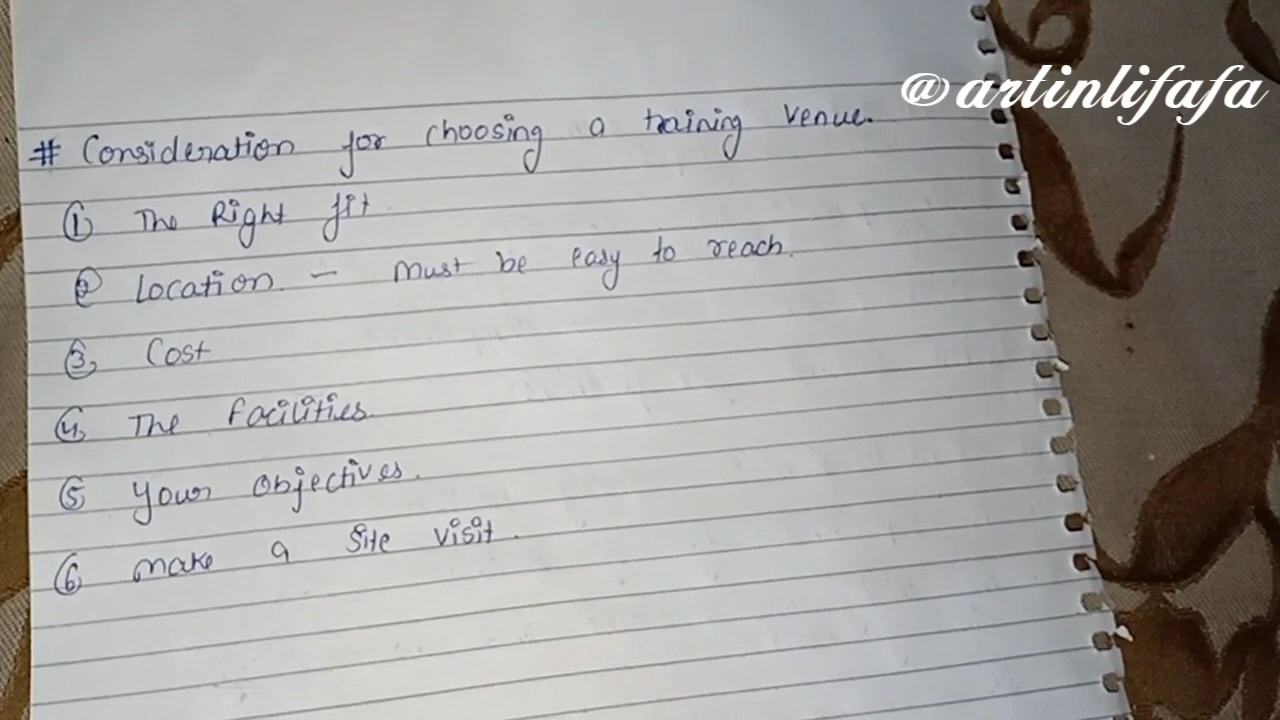 @artinlifafa
# Consideration for choosing a training venue.
① The Right fit
② Location. - Must be easy to reach.
③ Cost
④ The facilities
⑤ Your objectives.
⑥ make a Site visit.